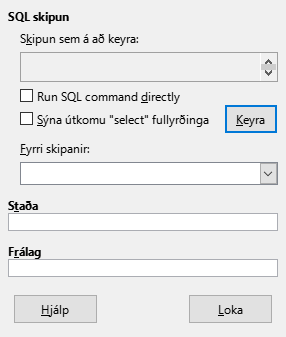 SQL skipun
Skipun sem á að keyra:
Run SQL command directly
Sýna útkomu "select" fullyrðinga
Keyra
Fyrri skipanir:
Staða
Frálag
Hjálp
Loka